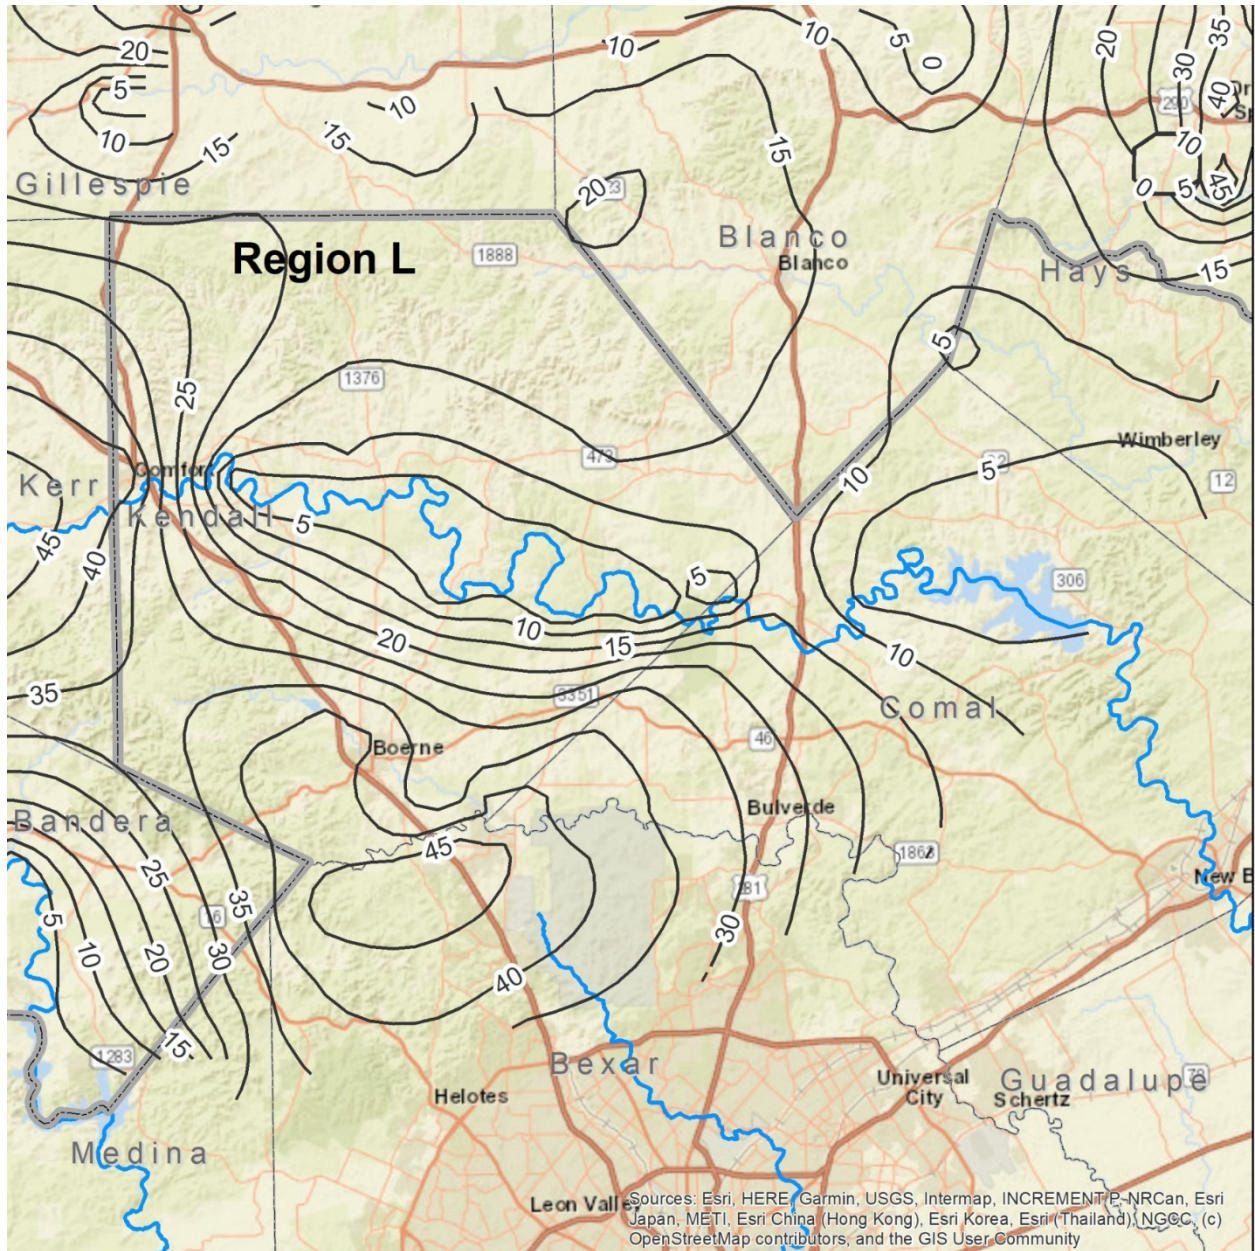 20
10
10
5
0
20
30
35
40
290
5
10
10
15
15
15
10
0
5
45
Gillespie
20
Region L
1888
Blanco
Blanco
Hays
15
5
1376
25
473
Wimberley
Comfort
Kerr
Kendall
45
40
5
10
5
12
5
306
10
20
15
10
35
3351
Comal
46
Boerne
Bulverde
Bandera
1863
45
New B
25
35
16
281
5
10
20
30
30
40
15
1283
Bexar
Helotes
Universal
City
Guadalupe
Schertz
78
Medina
Leon Valley
Sources: Esri, HERE, Garmin, USGS, Intermap, INCREMENT P, NRCan, Esri
Japan, METI, Esri China (Hong Kong), Esri Korea, Esri (Thailand), NGCC, (c)
OpenStreetMap contributors, and the GIS User Community